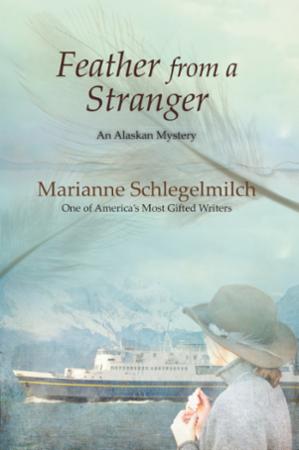 Feather from a
Stranger
An Alaskan Mystery
Marianne Schlegelmilch
One of America's Most Gifted Writers